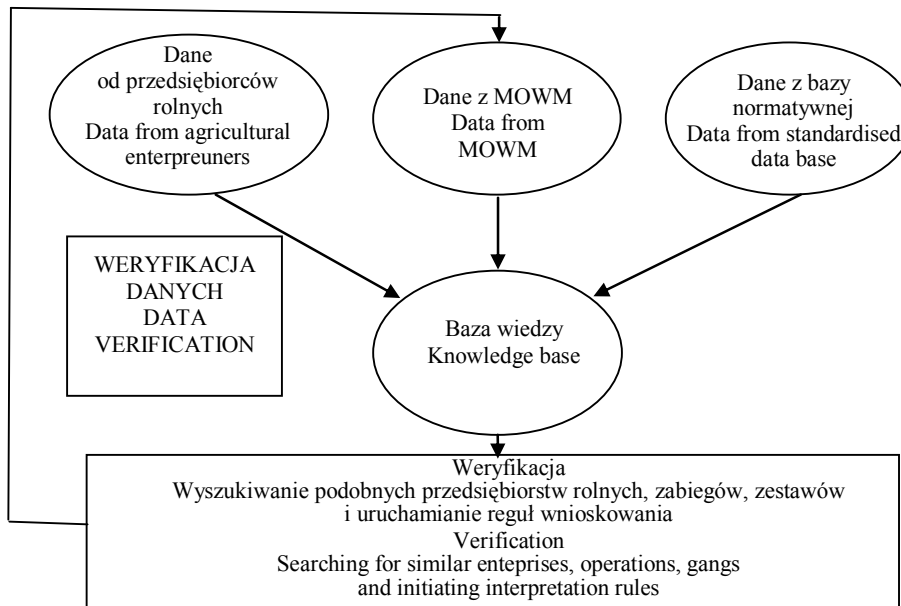 Dane
od przedsiębiorców
rolnych
Data from agricultural
enterpreuners
Dane z MOWM
Data from
MOWM
Dane z bazy
normatywnej
Data from standardised
data base
WERYFIKACJA
DANYCH
DATA
VERIFICATION
Baza wiedzy
Knowledge base
Weryfikacja
Wyszukiwanie podobnych przedsiębiorstw rolnych, zabiegów, zestawów
i uruchamianie reguł wnioskowania
Verification
Searching for similar enteprises, operations, gangs
and initiating interpretation rules